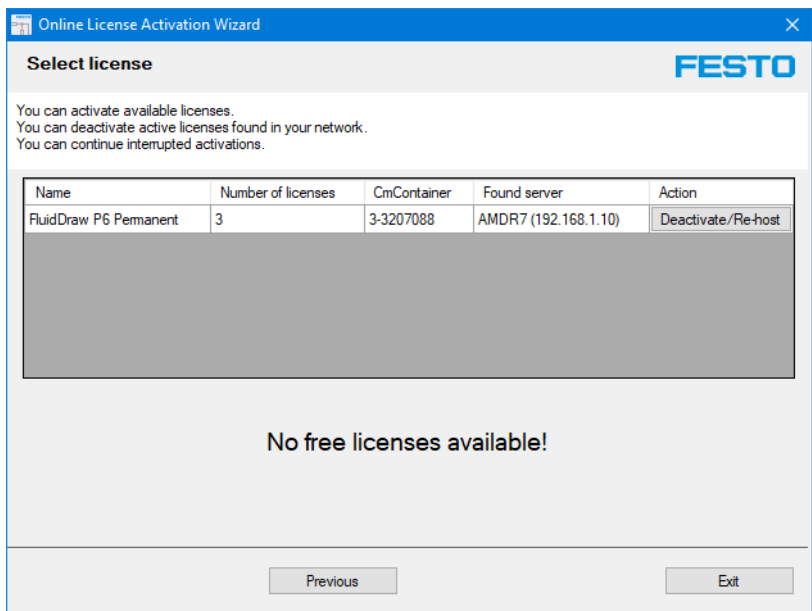 Online License Activation Wizard
Select license
FESTO
You can activate available licenses.
You can deactivate active licenses found in your network.
You can continue interrupted activations.
Name Number of licenses CmContainer Found server Action
FluidDraw P6 Permanent 3 3-3207088 AMDR7 (192.168.1.10) Deactivate/Re-host
No free licenses available!
Previous Exit